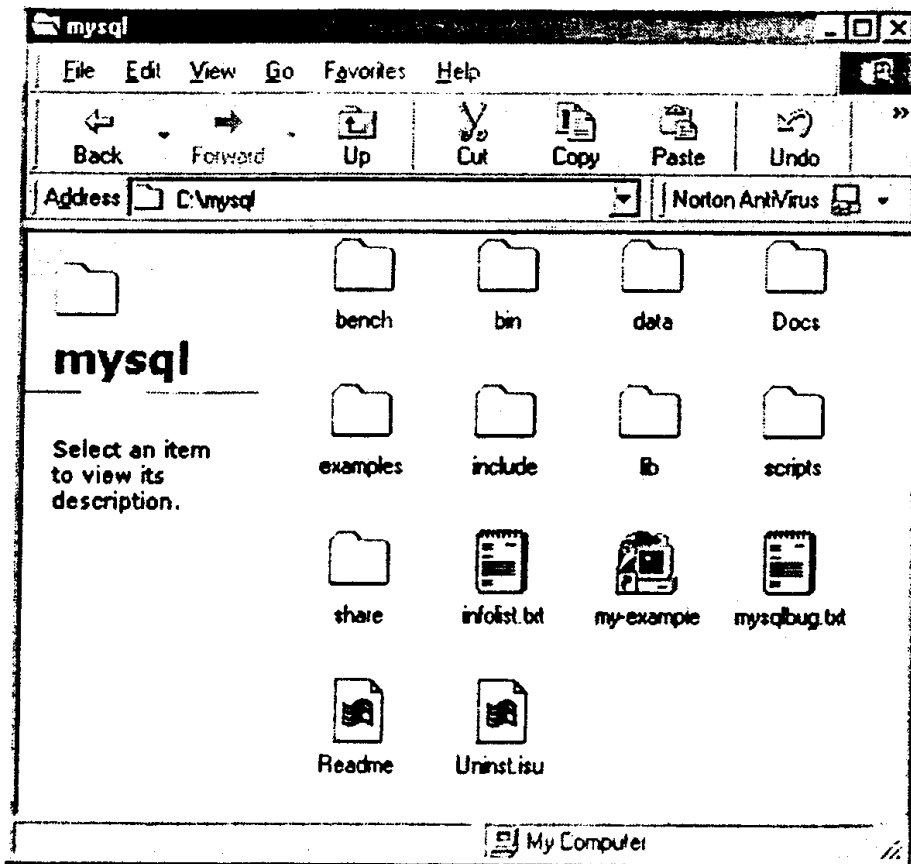 mysql
File Edit View Go Favorites Help
Back Forward Up Cut Copy Paste Undo »
Address C:\mysql Norton AntiVirus
bench bin data Docs
mysql
Select an item
to view its
description.
examples include lib scripts
share infolist.txt my-example mysqlbug.txt
Readme Uninst.isu
My Computer